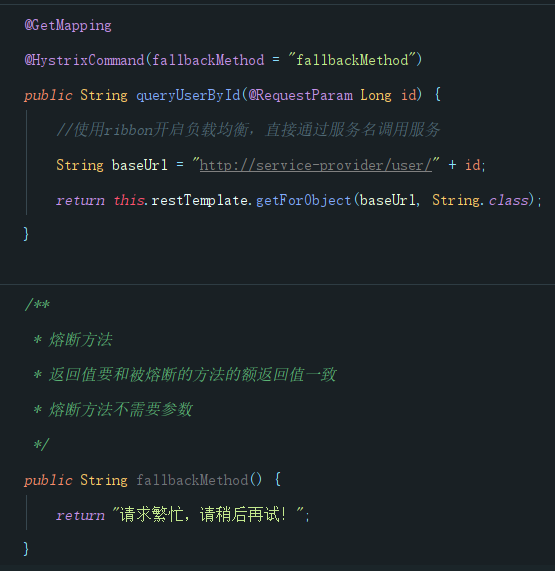 @GetMapping
@HystrixCommand(fallbackMethod = "fallbackMethod")
public String queryUserById(@RequestParam Long id) {
//使用ribbon开启负载均衡，直接通过服务名调用服务
String baseUrl = "http://service-provider/user/" + id;
return this.restTemplate.getForObject(baseUrl, String.class);
}
/**
* 熔断方法
* 返回值要和被熔断的方法的额返回值一致
* 熔断方法不需要参数
*/
public String fallbackMethod() {
return "请求繁忙，请稍后再试！";
}